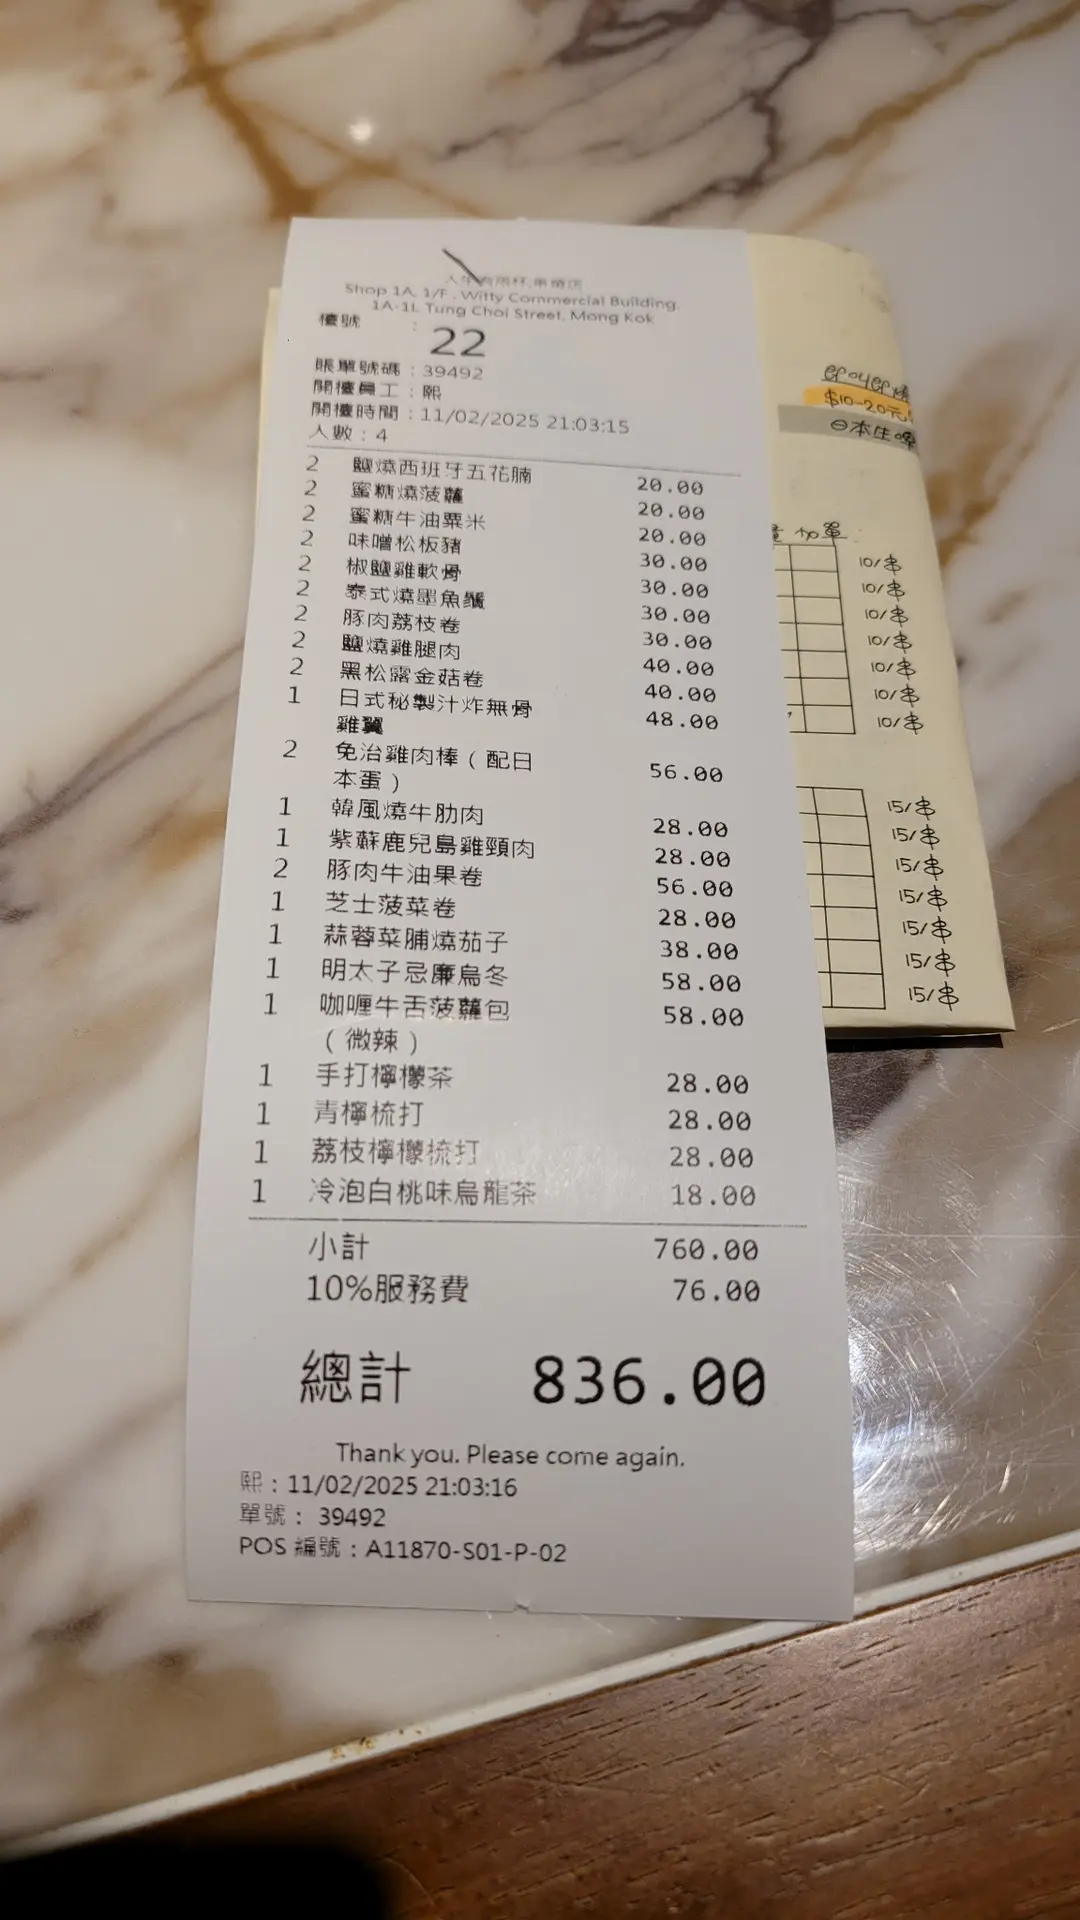 Shop 1A, 1/F., Witty Commercial Building,
1A-1L Tung Choi Street, Mong Kok
檯號 : 22
賬單號碼 : 39492
開檯員工 : 熙
開檯時間 : 11/02/2025 21:03:15
人數 : 4
2 鹽燒西班牙五花腩 20.00
2 蜜糖燒菠蘿 20.00
2 蜜糖牛油粟米 20.00
2 味噌松板豬 30.00
2 椒鹽雞軟骨 30.00
2 泰式燒墨魚鬚 30.00
2 豚肉荔枝卷 30.00
2 鹽燒雞腿肉 40.00
2 黑松露金菇卷 40.00
1 日式秘製汁炸無骨 48.00
雞翼
2 免治雞肉棒（配日 56.00
本蛋）
1 韓風燒牛肋肉 28.00
1 紫蘇鹿兒島雞頸肉 28.00
2 豚肉牛油果卷 56.00
1 芝士菠菜卷 28.00
1 蒜蓉菜脯燒茄子 38.00
1 明太子忌廉烏冬 58.00
1 咖喱牛舌菠蘿包 58.00
（微辣）
1 手打檸檬茶 28.00
1 青檸梳打 28.00
1 荔枝檸檬梳打 28.00
1 冷泡白桃味烏龍茶 18.00
小計 760.00
10%服務費 76.00
總計 836.00
Thank you. Please come again.
熙 : 11/02/2025 21:03:16
單號 : 39492
POS 編號 : A11870-S01-P-02
$10-20元
日本生啤
加單
10/串
10/串
10/串
10/串
10/串
10/串
10/串
15/串
15/串
15/串
15/串
15/串
15/串
15/串